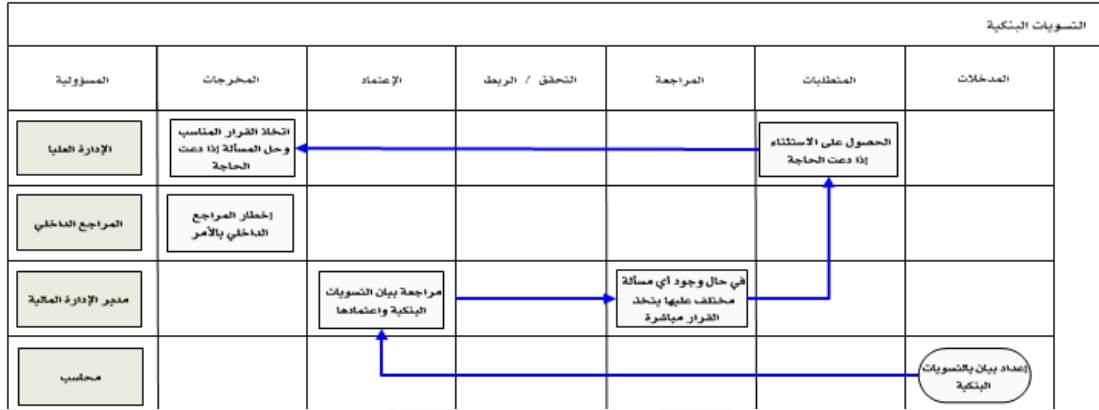 التسويات البنكية
المدخلات
المتطلبات
المراجعة
التحقق / الربط
الإعتماد
المخرجات
المسؤولية
الحصول على الاستثناء
إذا دعت الحاجة
اتخاذ القرار المناسب
وحل المسألة إذا دعت
الحاجة
الإدارة العليا
إخطار المراجع
الداخلي بالأمر
المراجع الداخلي
في حال وجود أي مسألة
مختلف عليها يتخذ
القرار مباشرة
مراجعة بيان التسويات
البنكية واعتمادها
مدير الإدارة المالية
إعداد بيان بالتسويات
البنكية
محاسب